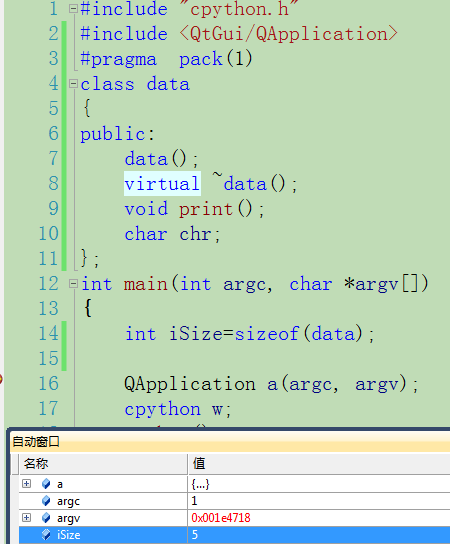 1 #include "cpython.h"
2 #include <QtGui/QApplication>
3 #pragma  pack(1)
4 class data
5 {
6 public:
7     data();
8     virtual ~data();
9     void print();
10     char chr;
11 };
12 int main(int argc, char *argv[])
13 {
14     int iSize=sizeof(data);
15
16     QApplication a(argc, argv);
17     cpython w;
自动窗口
名称 值
a {...}
argc 1
argv 0x001e4718
iSize 5